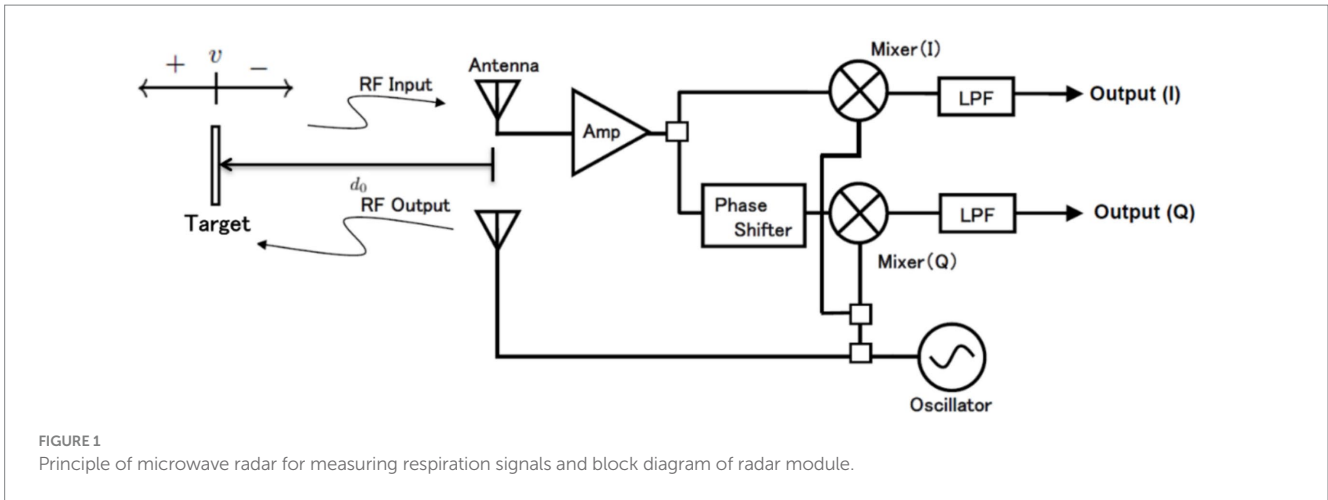 + v −
RF Input
Antenna
Amp
Mixer(I)
LPF
Output (I)
d₀
Target
RF Output
Phase
Shifter
Mixer(Q)
LPF
Output (Q)
Oscillator
FIGURE 1
Principle of microwave radar for measuring respiration signals and block diagram of radar module.